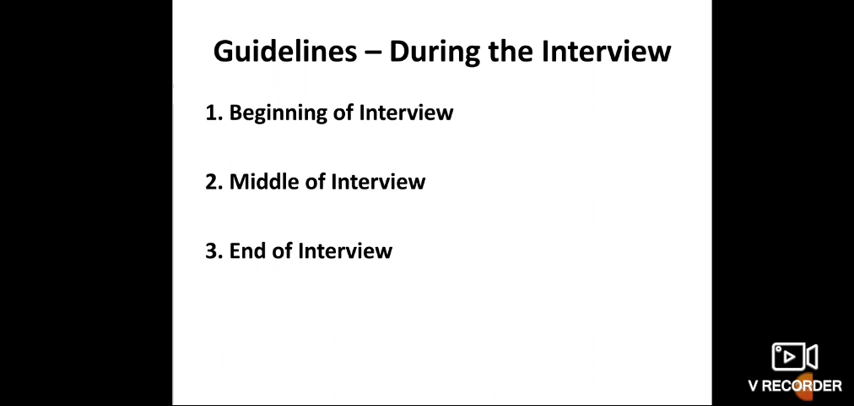 Guidelines – During the Interview
1. Beginning of Interview
2. Middle of Interview
3. End of Interview
V RECORDER